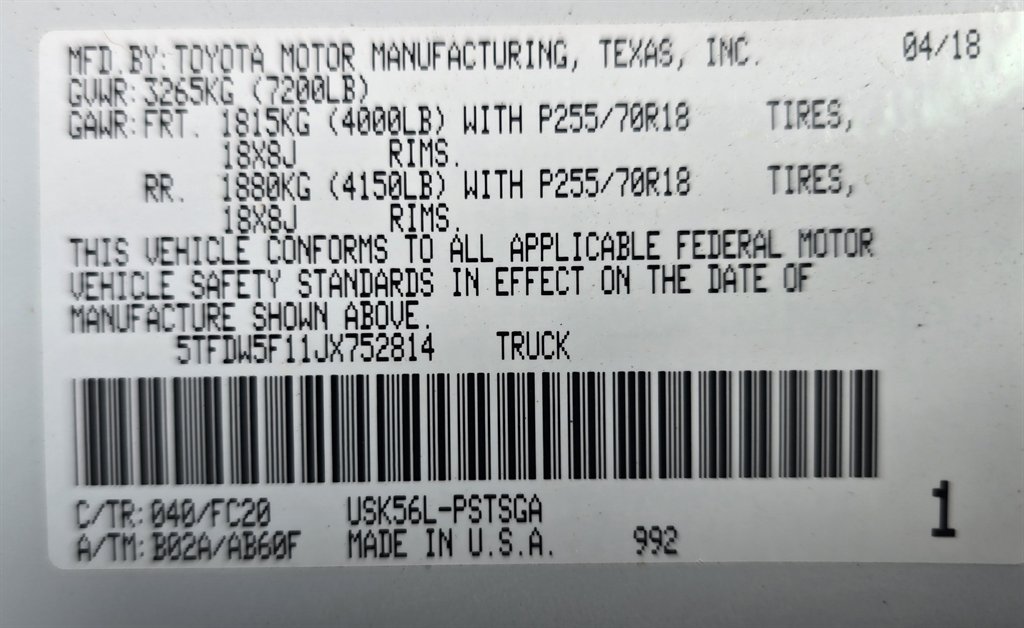 MFD.BY: TOYOTA MOTOR MANUFACTURING, TEXAS, INC. 04/18
GVWR: 3265KG (7200LB)
GAWR: FRT. 1815KG (4000LB) WITH P255/70R18 TIRES,
18X8J RIMS.
RR. 1880KG (4150LB) WITH P255/70R18 TIRES,
18X8J RIMS.
THIS VEHICLE CONFORMS TO ALL APPLICABLE FEDERAL MOTOR
VEHICLE SAFETY STANDARDS IN EFFECT ON THE DATE OF
MANUFACTURE SHOWN ABOVE.
5TFDW5F11JX752814 TRUCK
C/TR: 040/FC20 USK56L-PSTSGA
A/TM: B02A/AB60F MADE IN U.S.A. 992
1